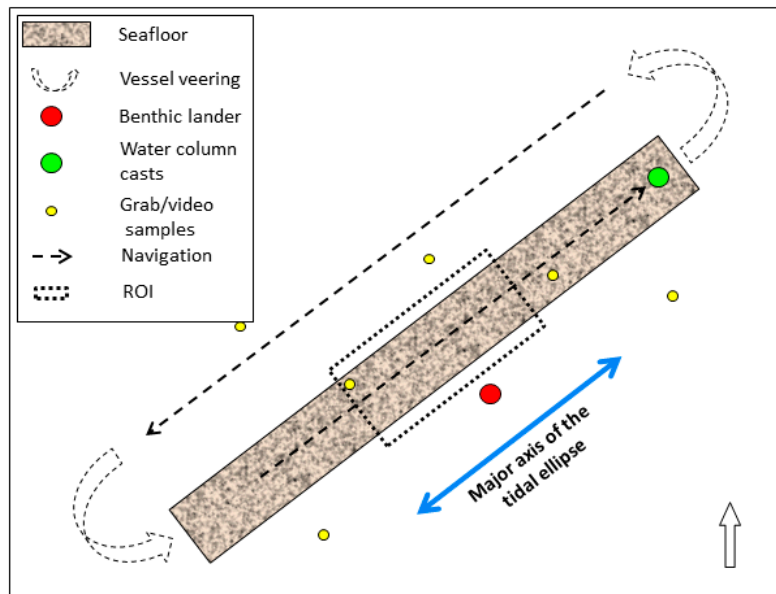 Seafloor
Vessel veering
Benthic lander
Water column
casts
Grab/video
samples
Navigation
ROI
Major axis of the
tidal ellipse